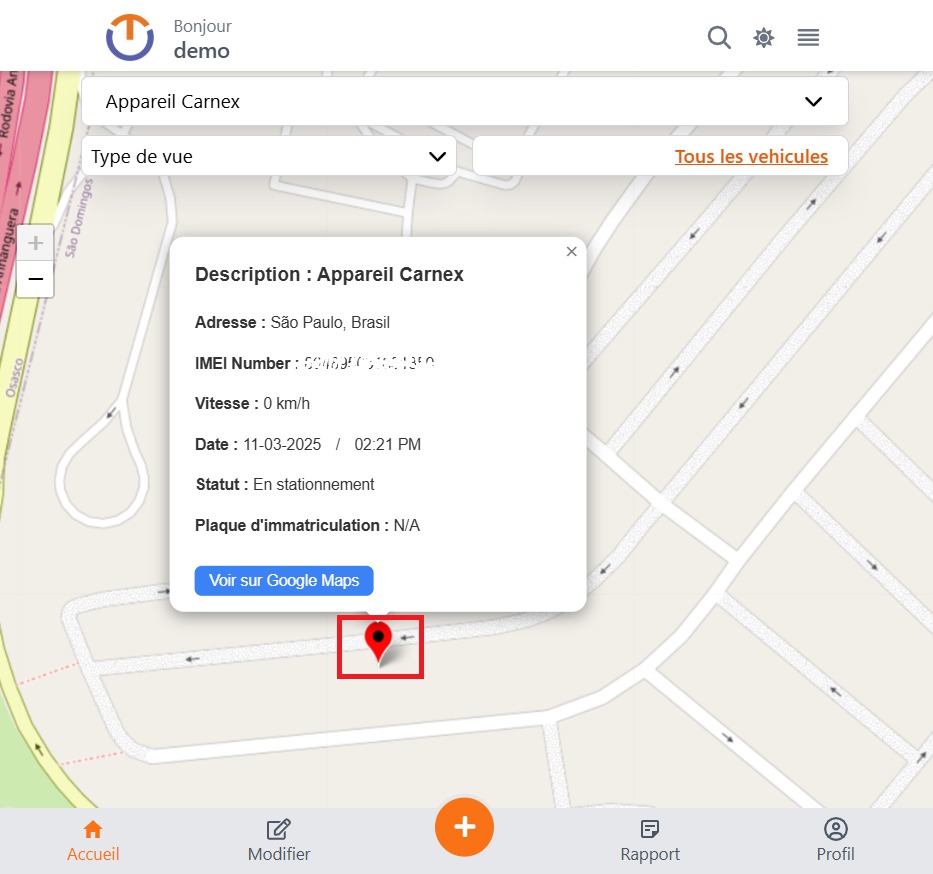 Bonjour
demo
Appareil Carnex
Type de vue
Tous les vehicules
Rodovia An
Anhanguera
São Domingos
Osasco
+
−
×
Description : Appareil Carnex
Adresse : São Paulo, Brasil
IMEI Number :
Vitesse : 0 km/h
Date : 11-03-2025 / 02:21 PM
Statut : En stationnement
Plaque d'immatriculation : N/A
Voir sur Google Maps
+
Accueil
Modifier
Rapport
Profil